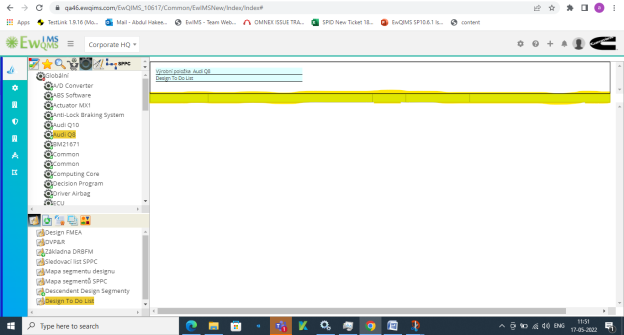 qa46.ewqims.com/EwQIMS_10617/Common/EwIMSNew/Index/Index#
Apps
TestLink 1.9.16 (Mo...
Mail - Abdul Hakee...
EwIMS - Team Web...
OMNEX ISSUE TRA...
SPID New Ticket 18...
EwQIMS SP10.6.1 Is...
content
EwQIMS
Corporate HQ
SPPC
Globální
A/D Converter
ABS Software
Actuator MX1
Anti-Lock Braking System
Audi Q10
Audi Q8
BM21671
Common
Common
Computing Core
Decision Program
Driver Airbag
ECU
Výrobní položka Audi Q8
Design To Do List
Design FMEA
DVP&R
Základna DRBFM
Sledovací list SPPC
Mapa segmentu designu
Mapa segmentů SPPC
Descendent Design Segmenty
Design To Do List
Type here to search
ENG
11:51
17-05-2022